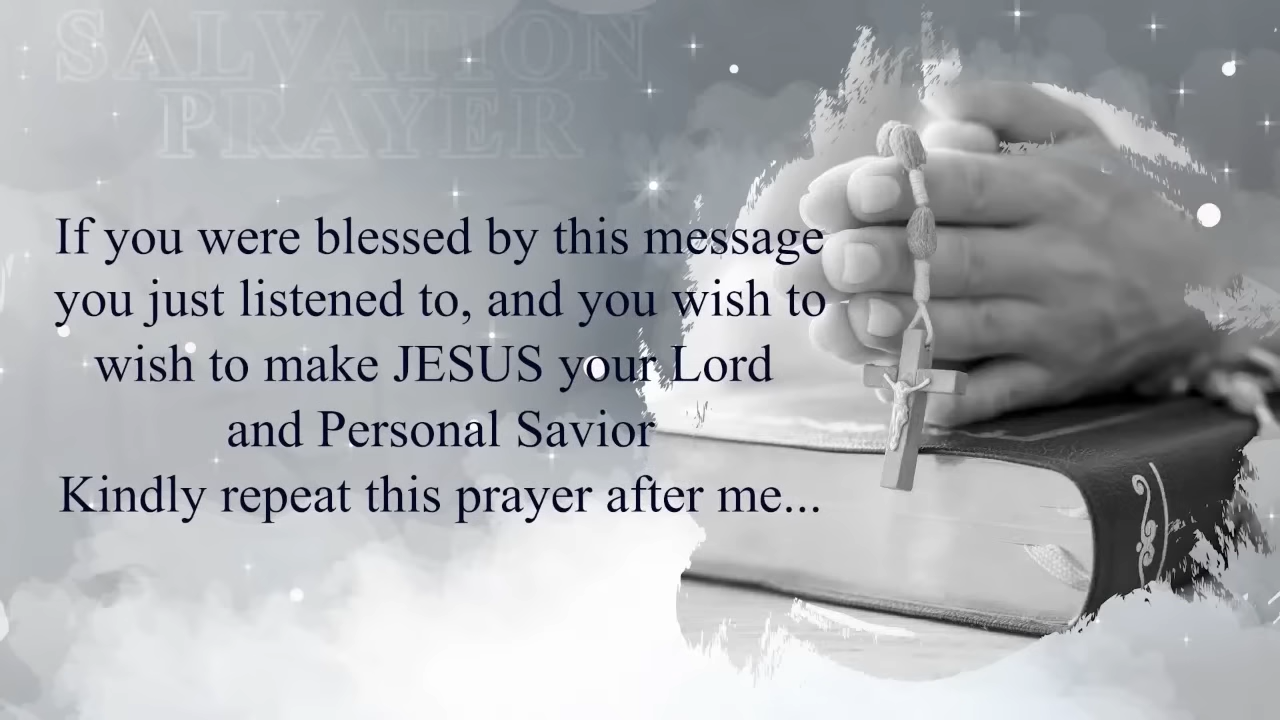 SALVATION
PRAYER
If you were blessed by this message
you just listened to, and you wish to
wish to make JESUS your Lord
and Personal Savior
Kindly repeat this prayer after me...